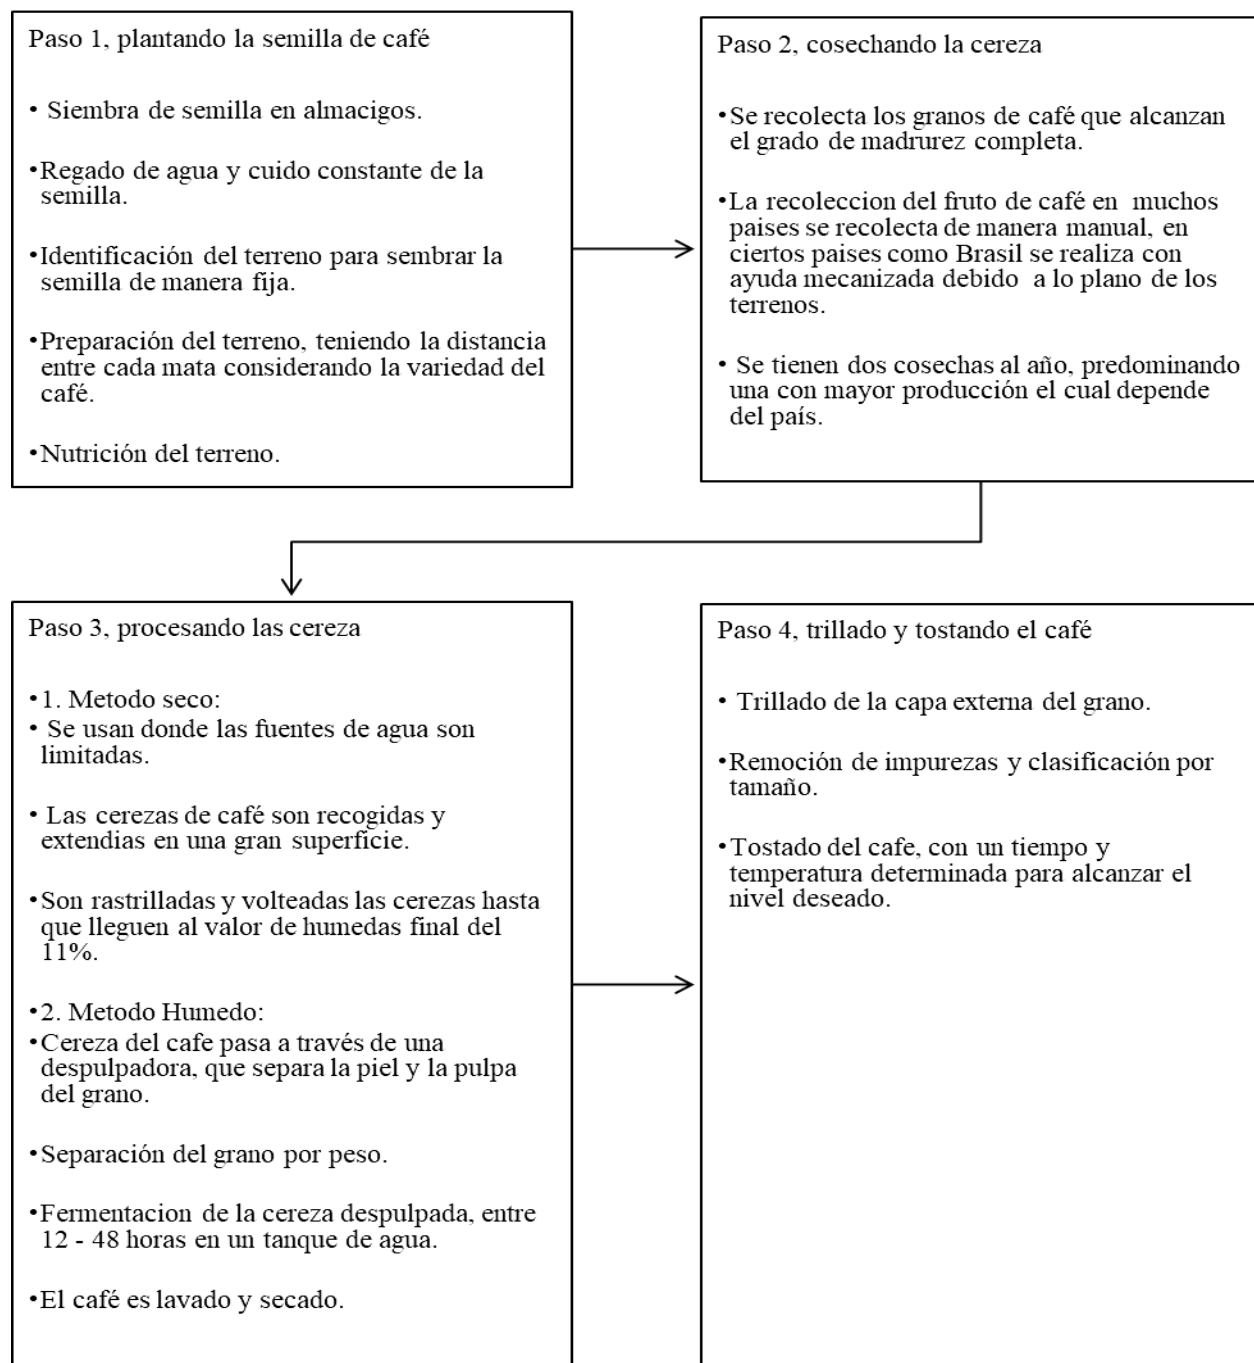 Paso 1, plantando la semilla de café
• Siembra de semilla en almacigos.
•Regado de agua y cuido constante de la
semilla.
•Identificación del terreno para sembrar la
semilla de manera fija.
•Preparación del terreno, teniendo la distancia
entre cada mata considerando la variedad del
café.
•Nutrición del terreno.
Paso 2, cosechando la cereza
•Se recolecta los granos de café que alcanzan
el grado de madrurez completa.
•La recoleccion del fruto de café en muchos
paises se recolecta de manera manual, en
ciertos paises como Brasil se realiza con
ayuda mecanizada debido a lo plano de los
terrenos.
• Se tienen dos cosechas al año, predominando
una con mayor producción el cual depende
del país.
Paso 3, procesando las cereza
•1. Metodo seco:
• Se usan donde las fuentes de agua son
limitadas.
• Las cerezas de café son recogidas y
extendias en una gran superficie.
•Son rastrilladas y volteadas las cerezas hasta
que lleguen al valor de humedas final del
11%.
•2. Metodo Humedo:
•Cereza del cafe pasa a través de una
despulpadora, que separa la piel y la pulpa
del grano.
•Separación del grano por peso.
•Fermentacion de la cereza despulpada, entre
12 - 48 horas en un tanque de agua.
•El café es lavado y secado.
Paso 4, trillado y tostando el café
• Trillado de la capa externa del grano.
•Remoción de impurezas y clasificación por
tamaño.
•Tostado del cafe, con un tiempo y
temperatura determinada para alcanzar el
nivel deseado.